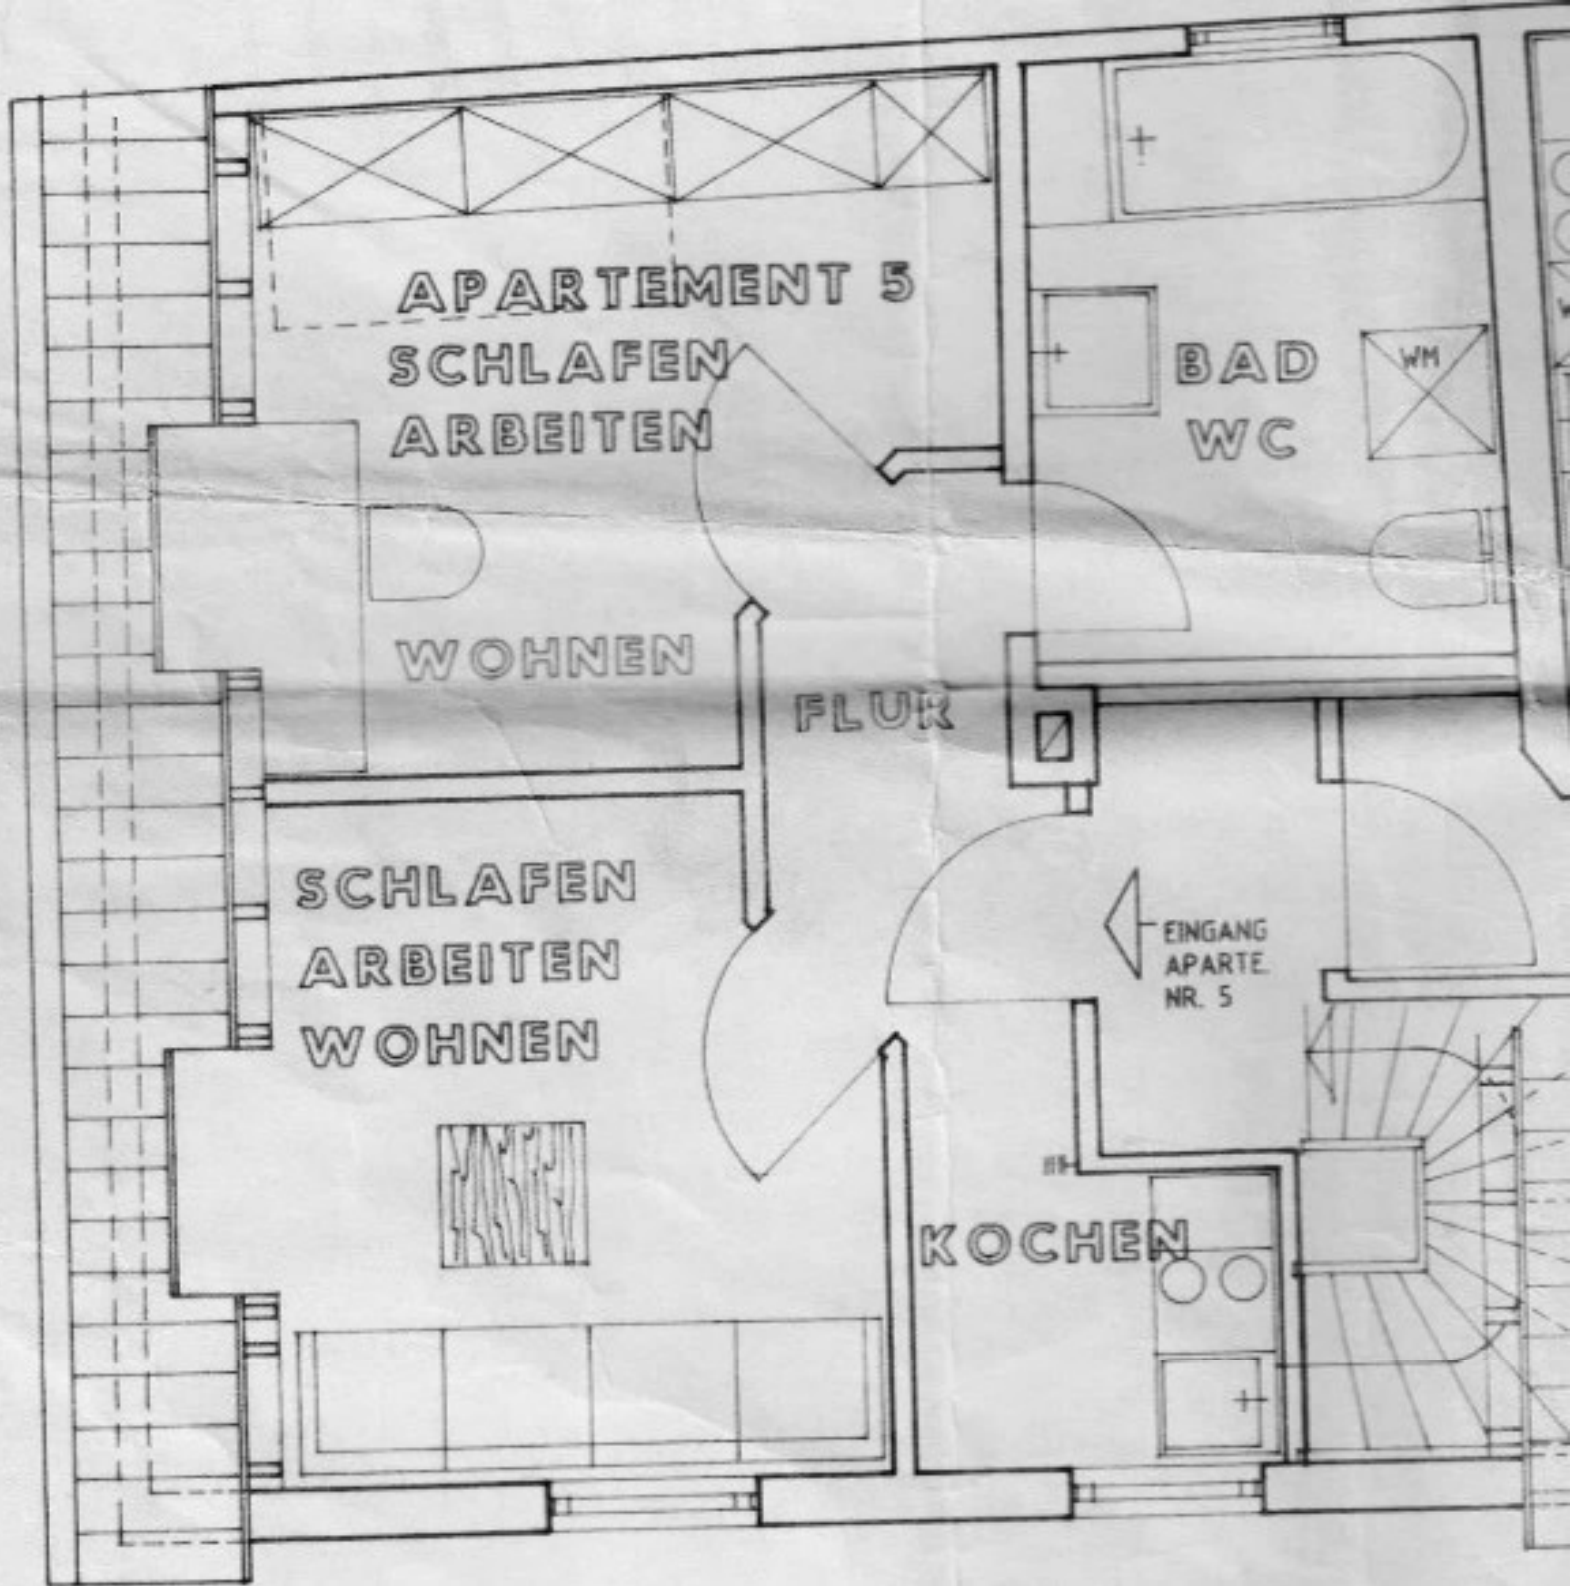 APARTEMENT 5
SCHLAFEN
ARBEITEN
WOHNEN
BAD
WC
WM
FLUR
SCHLAFEN
ARBEITEN
WOHNEN
EINGANG
APARTE.
NR. 5
KOCHEN